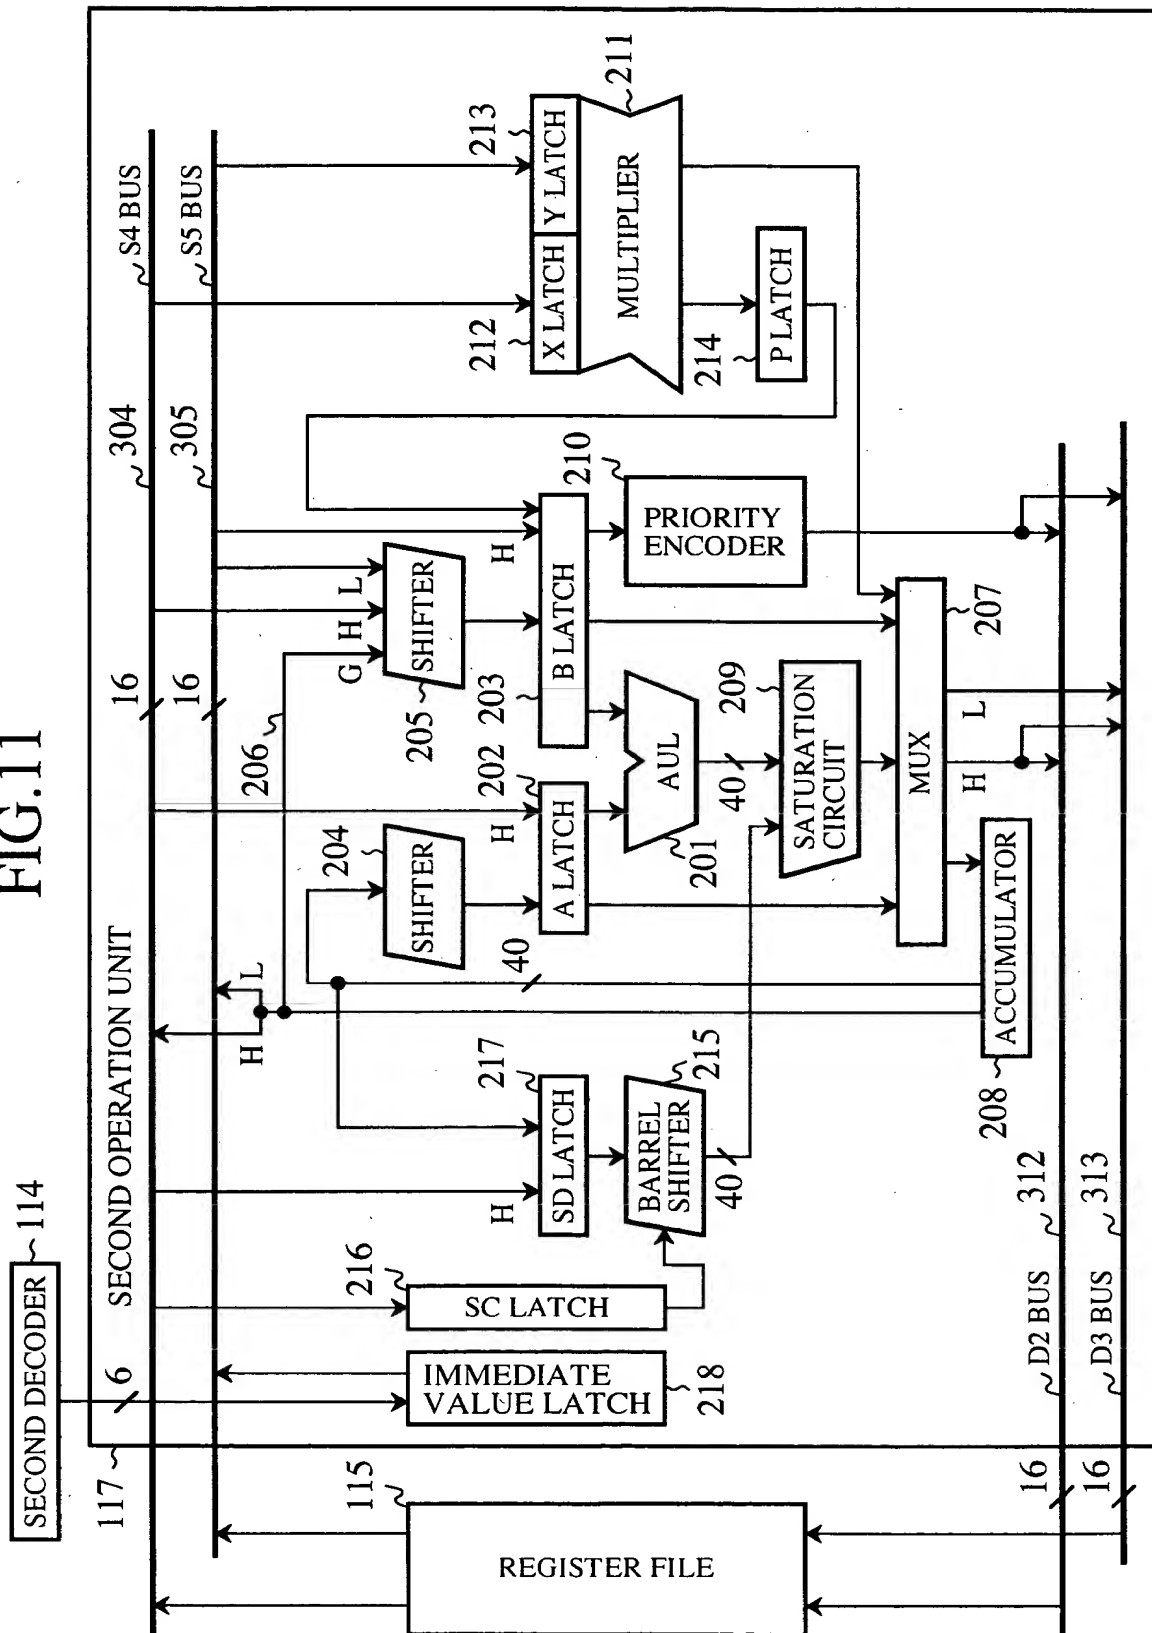 FIG.11
SECOND DECODER
114
117
SECOND OPERATION UNIT
6
16
304
S4 BUS
16
305
S5 BUS
H
L
206
G
H
L
SHIFTER
204
SHIFTER
205
X LATCH
212
Y LATCH
213
MULTIPLIER
211
P LATCH
214
IMMEDIATE
VALUE LATCH
218
SC LATCH
216
H
SD LATCH
217
BARREL
SHIFTER
215
40
40
H
A LATCH
202
203
B LATCH
H
AUL
201
40
PRIORITY
ENCODER
210
SATURATION
CIRCUIT
209
MUX
207
H
L
ACCUMULATOR
208
REGISTER FILE
115
16
D2 BUS
312
16
D3 BUS
313